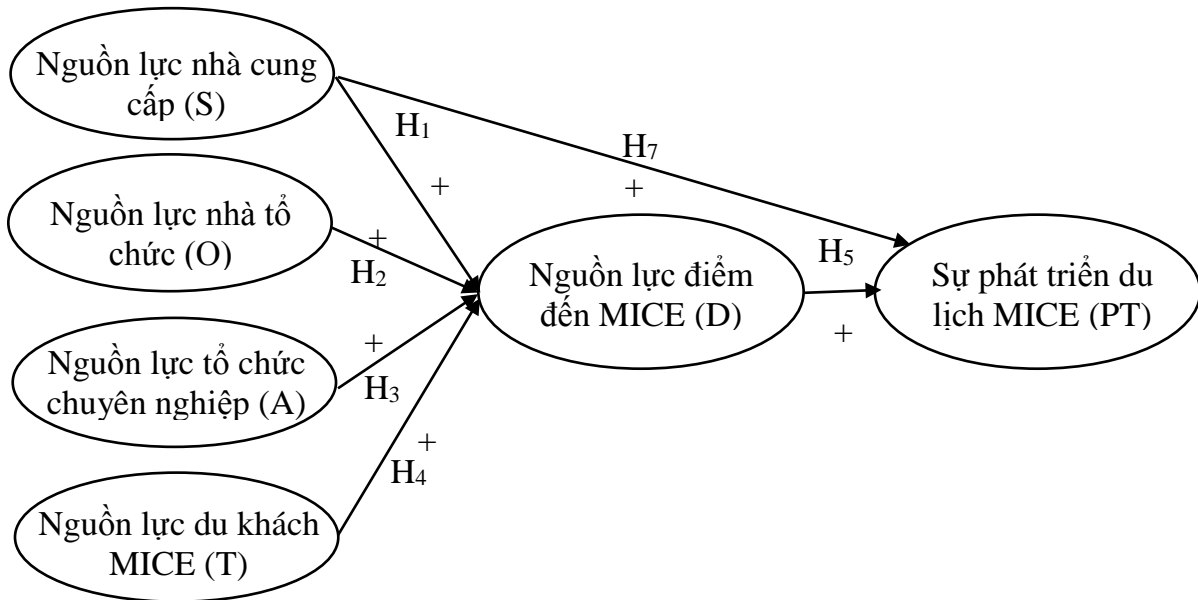 Nguồn lực nhà cung
cấp (S)
H1
H7
+
+
Nguồn lực nhà tổ
chức (O)
+
H2
Nguồn lực điểm
đến MICE (D)
H5
+
Sự phát triển du
lịch MICE (PT)
Nguồn lực tổ chức
chuyên nghiệp (A)
+
H3
+
H4
Nguồn lực du khách
MICE (T)